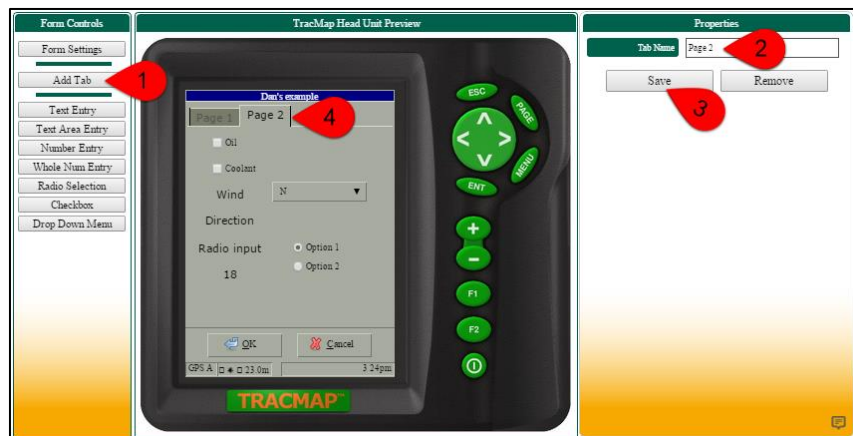 Form Controls
Form Settings
Add Tab
Text Entry
Text Area Entry
Number Entry
Whole Num Entry
Radio Selection
Checkbox
Drop Down Menu
1
TracMap Head Unit Preview
Dan's example
Page 1
Page 2
4
Oil
Coolant
Wind
Direction
N
Radio input
18
Option 1
Option 2
OK
Cancel
GPS A
23.0m
3 24pm
TRACMAP™
ESC
PAGE
MENU
ENT
+
−
F1
F2
Properties
Tab Name
Page 2
2
Save
Remove
3